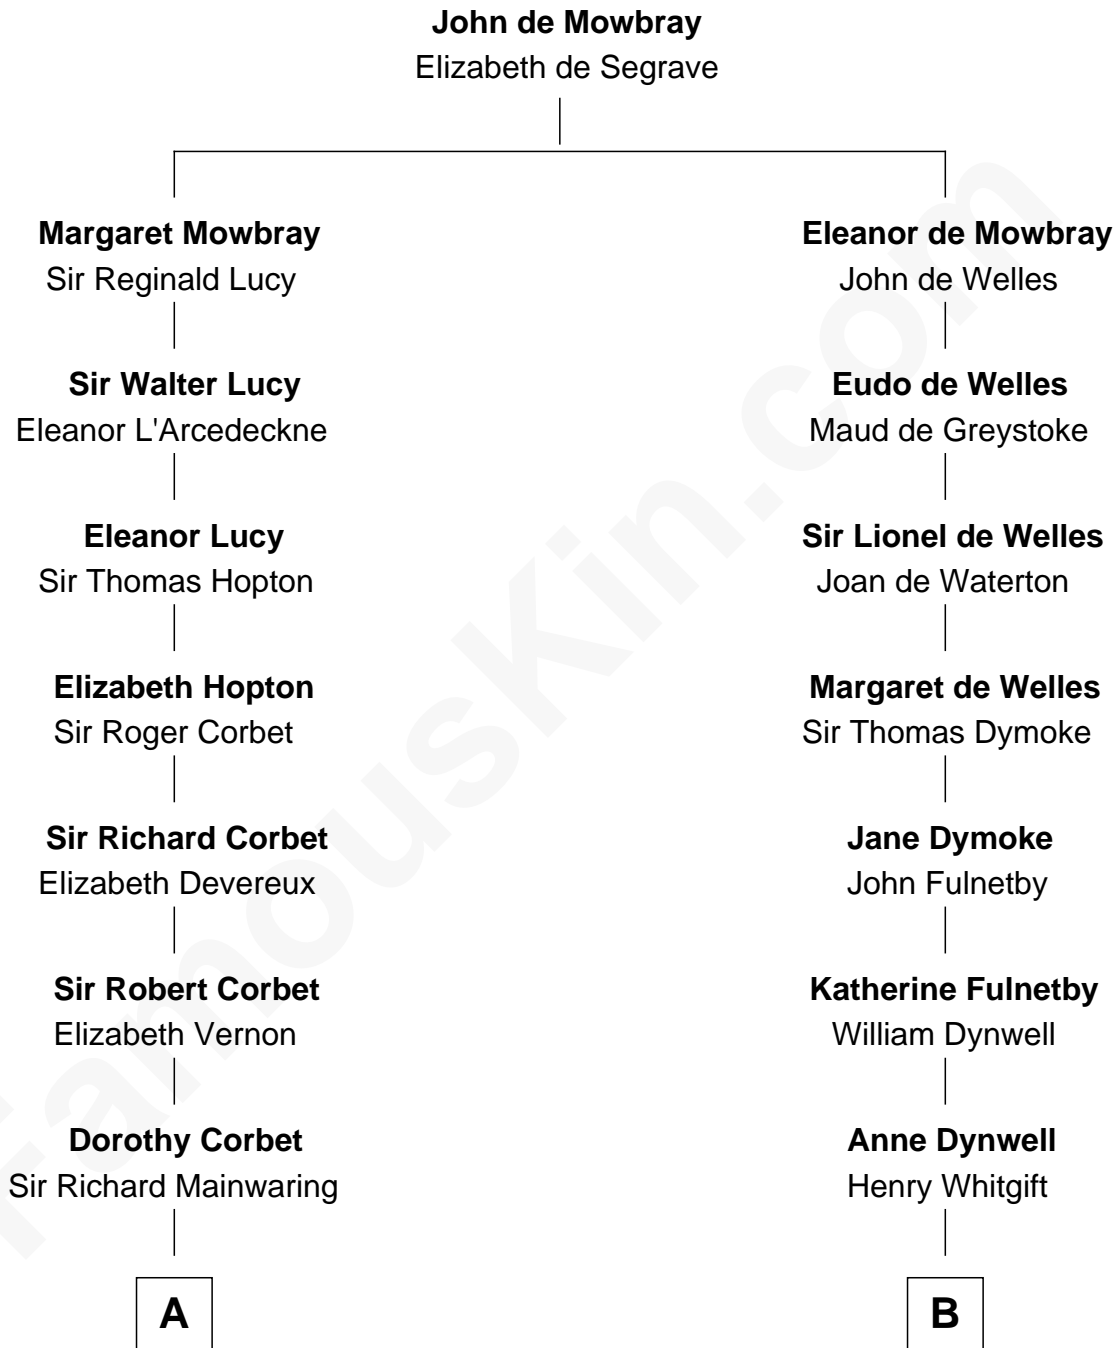 John de Mowbray
Elizabeth de Segrave
Margaret Mowbray
Sir Reginald Lucy
Eleanor de Mowbray
John de Welles
Sir Walter Lucy
Eleanor L'Arcedeckne
Eudo de Welles
Maud de Greystoke
Eleanor Lucy
Sir Thomas Hopton
Sir Lionel de Welles
Joan de Waterton
Elizabeth Hopton
Sir Roger Corbet
Margaret de Welles
Sir Thomas Dymoke
Sir Richard Corbet
Elizabeth Devereux
Jane Dymoke
John Fulnetby
Sir Robert Corbet
Elizabeth Vernon
Katherine Fulnetby
William Dynwell
Dorothy Corbet
Sir Richard Mainwaring
Anne Dynwell
Henry Whitgift
A
B
FamousKin.com